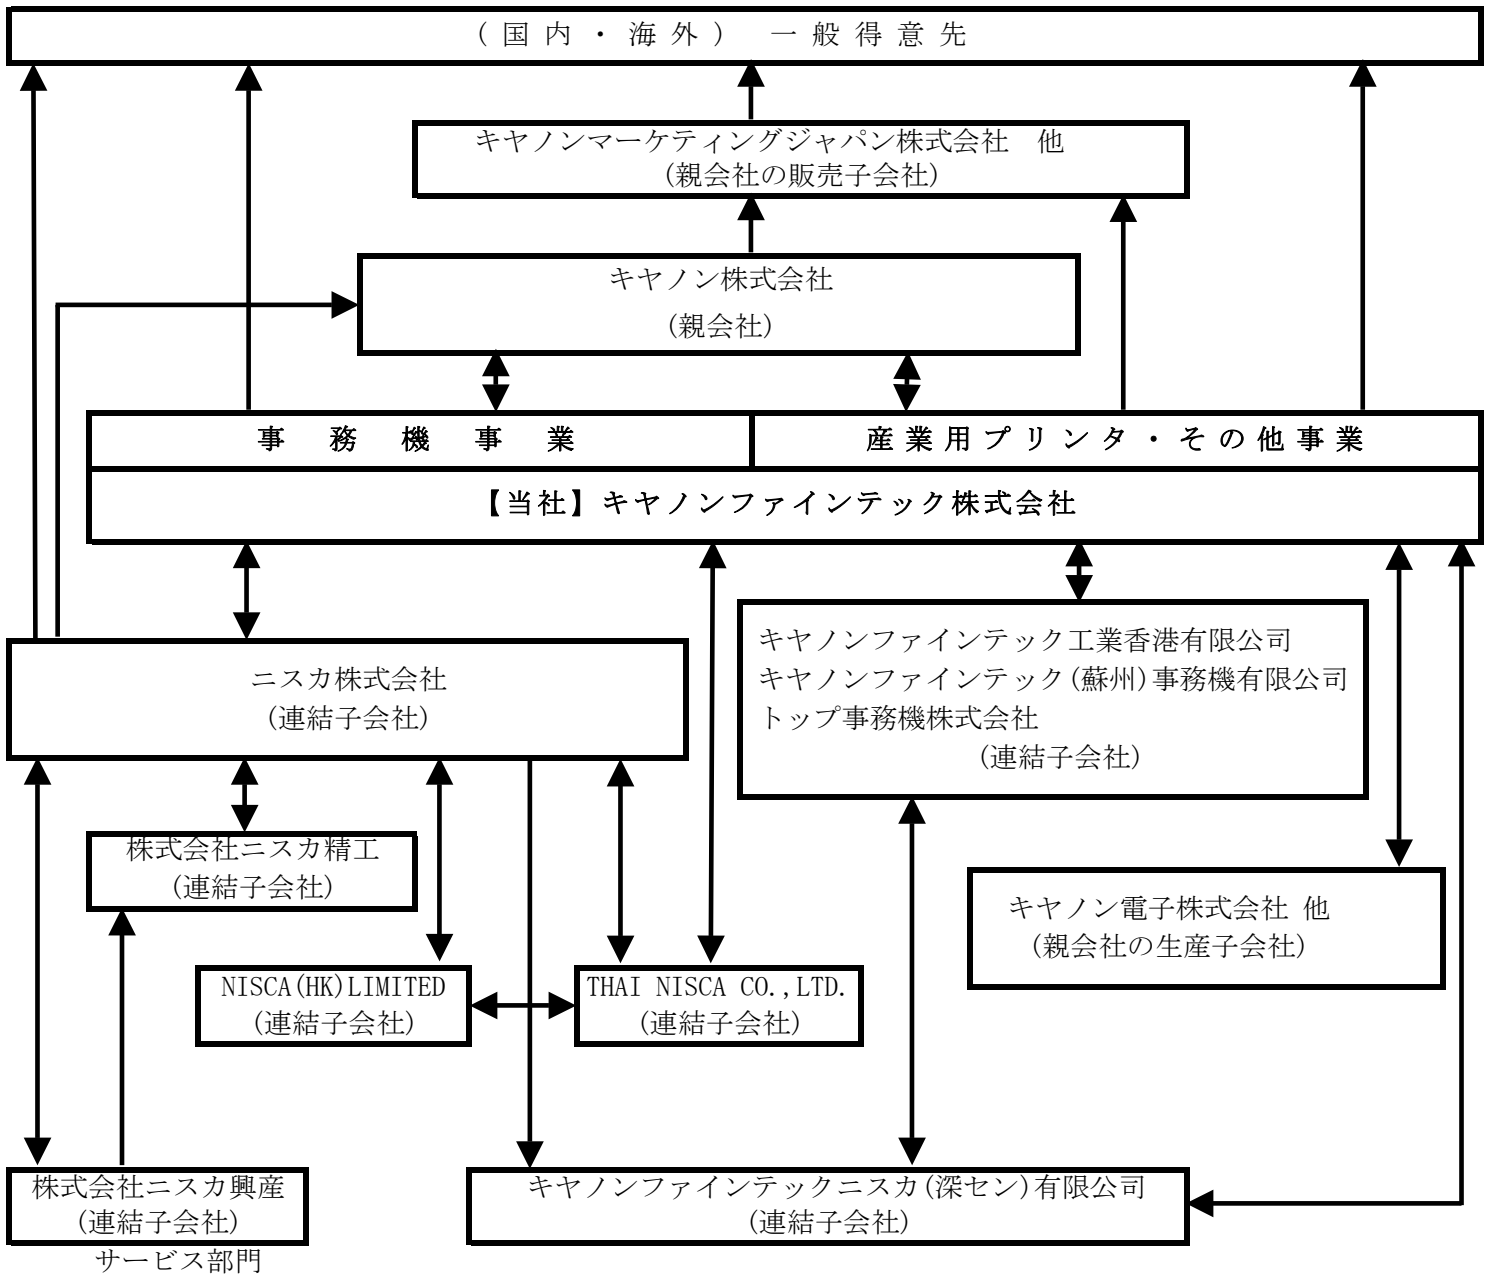 (国内・海外) 一般得意先
キヤノンマーケティングジャパン株式会社 他
(親会社の販売子会社)
キヤノン株式会社
(親会社)
事務機事業
産業用プリンタ・その他事業
【当社】キヤノンファインテック株式会社
ニスカ株式会社
(連結子会社)
キヤノンファインテック工業香港有限公司
キヤノンファインテック(蘇州)事務機有限公司
トップ事務機株式会社
(連結子会社)
株式会社ニスカ精工
(連結子会社)
キヤノン電子株式会社 他
(親会社の生産子会社)
NISCA(HK)LIMITED
(連結子会社)
THAI NISCA CO.,LTD.
(連結子会社)
株式会社ニスカ興産
(連結子会社)
サービス部門
キヤノンファインテックニスカ(深セン)有限公司
(連結子会社)